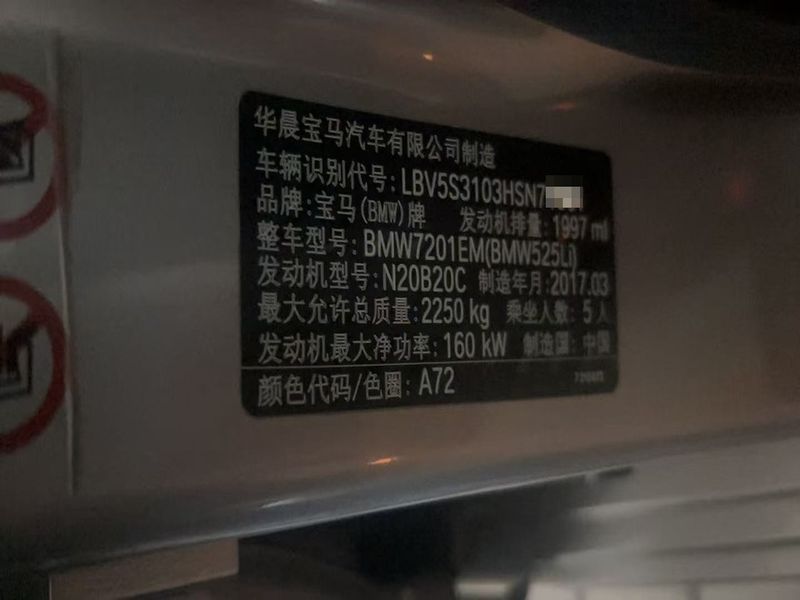 华晨宝马汽车有限公司制造
车辆识别代号: LBV5S3103HSN7
品牌: 宝马(BMW)牌 发动机排量: 1997 ml
整车型号: BMW7201EM(BMW525Li)
发动机型号: N20B20C 制造年月: 2017.03
最大允许总质量: 2250 kg 乘坐人数: 5 人
发动机最大净功率: 160 kW 制造国: 中国
颜色代码/色圈: A72